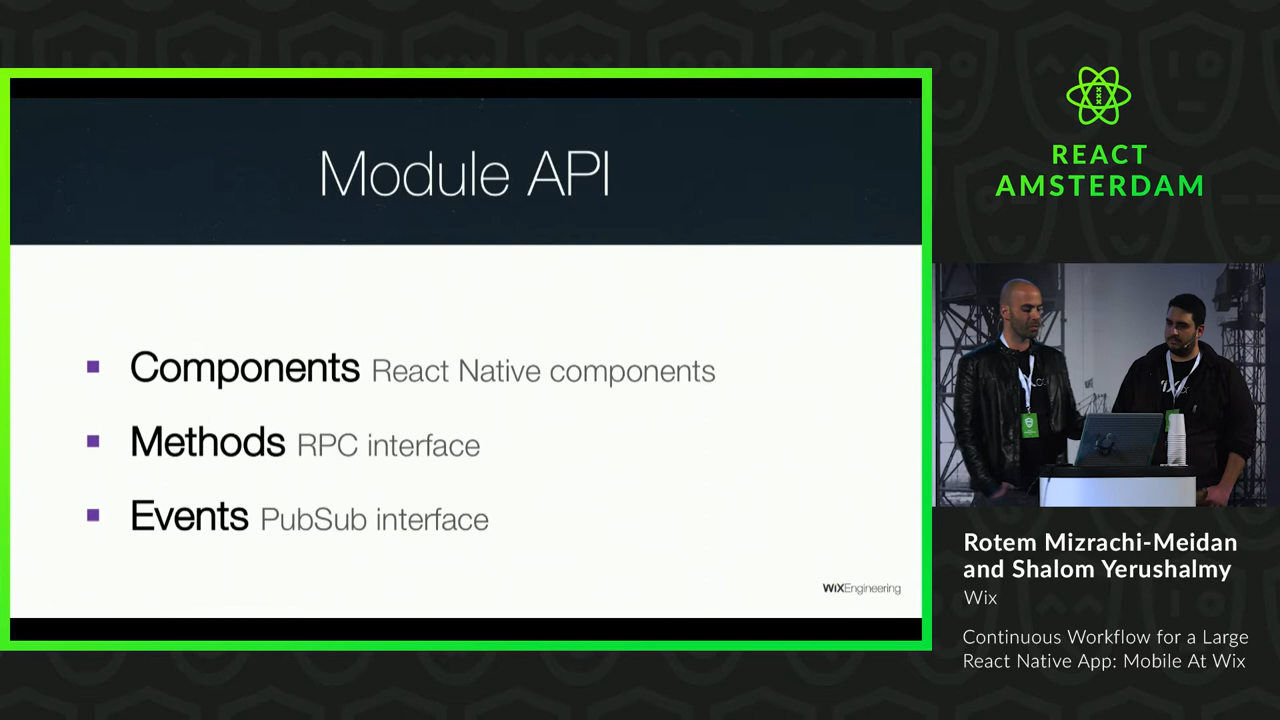 Module API
Components React Native components
Methods RPC interface
Events PubSub interface
WiXEngineering
REACT
AMSTERDAM
Rotem Mizrachi-Meidan
and Shalom Yerushalmy
Wix
Continuous Workflow for a Large
React Native App: Mobile At Wix